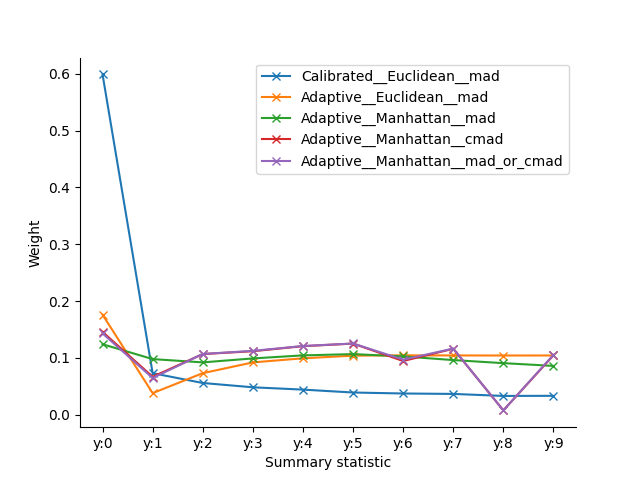 Calibrated__Euclidean__mad
Adaptive__Euclidean__mad
Adaptive__Manhattan__mad
Adaptive__Manhattan__cmad
Adaptive__Manhattan__mad_or_cmad
0.6
0.5
0.4
0.3
0.2
0.1
0.0
Weight
y:0 y:1 y:2 y:3 y:4 y:5 y:6 y:7 y:8 y:9
Summary statistic